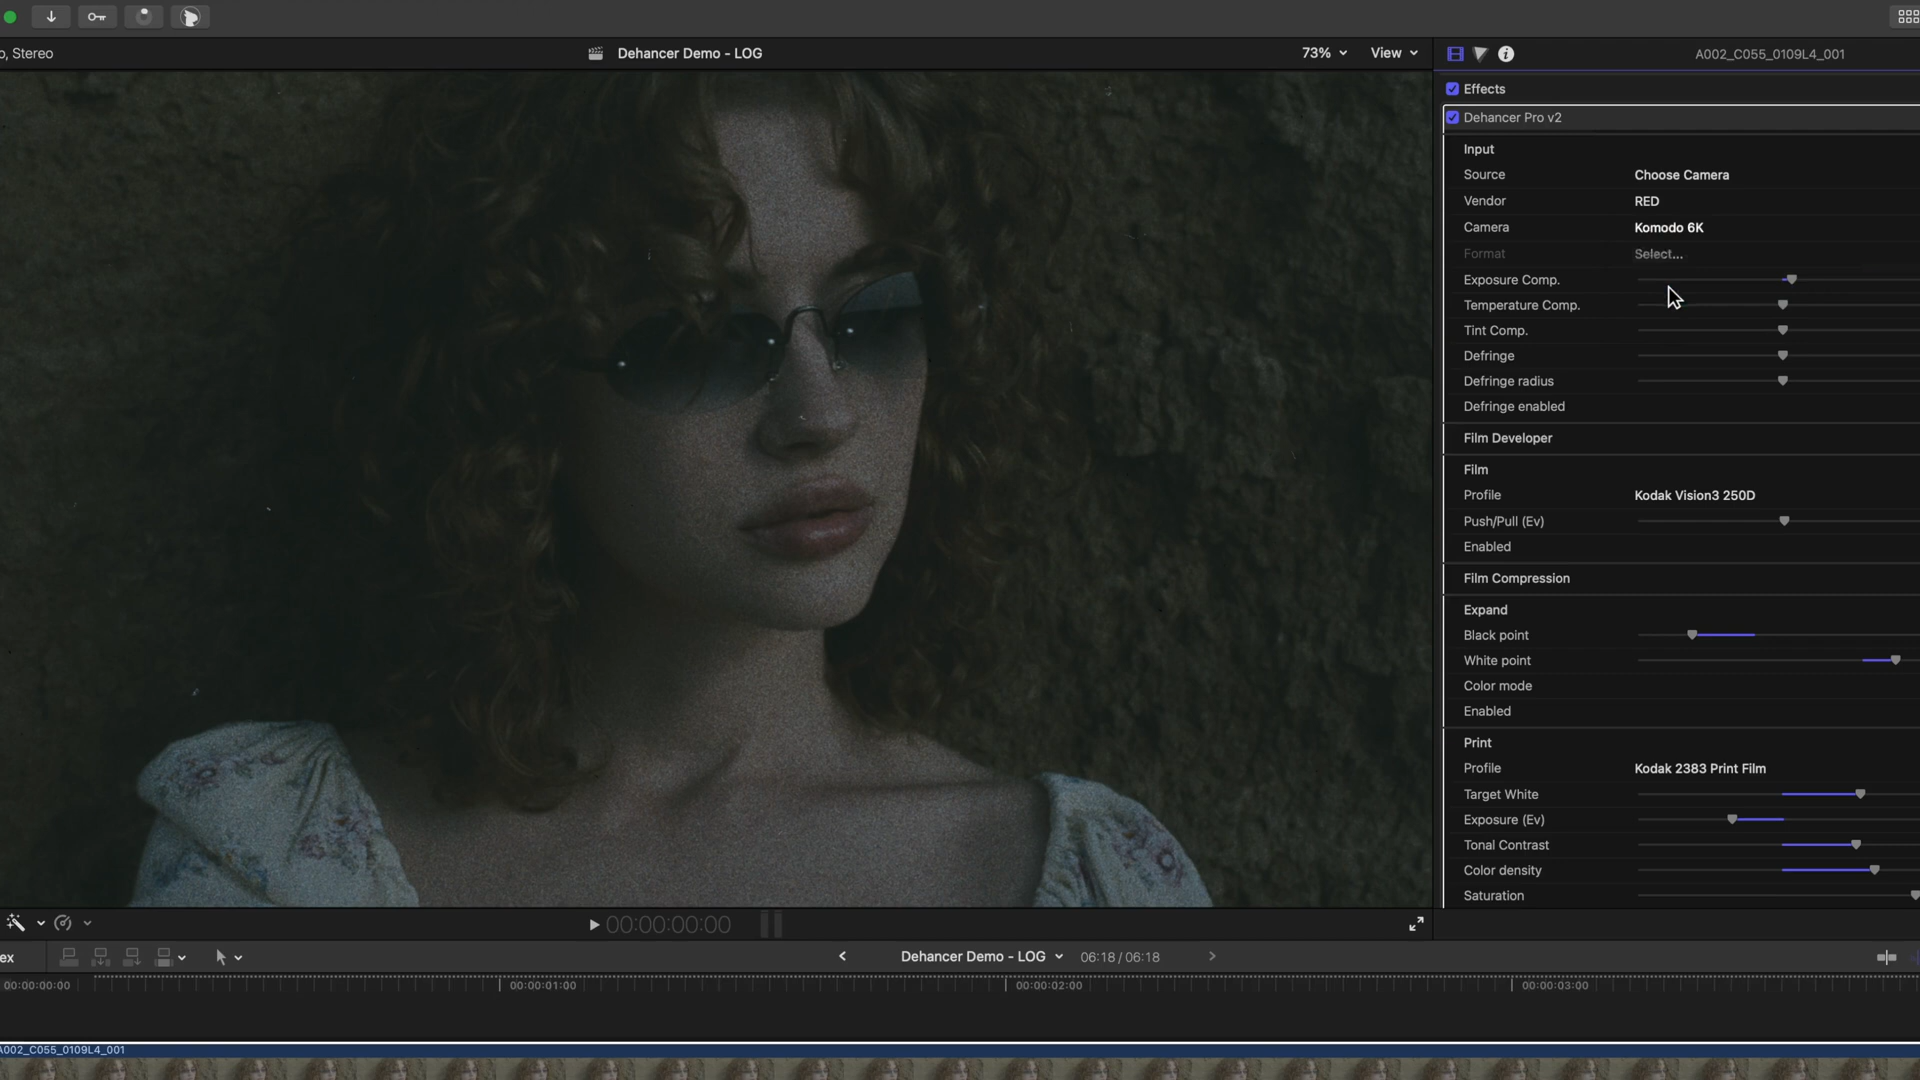 o, Stereo
Dehancer Demo - LOG
73%
View
A002_C055_0109L4_001
Effects
Dehancer Pro v2
Input
Source Choose Camera
Vendor RED
Camera Komodo 6K
Format Select...
Exposure Comp.
Temperature Comp.
Tint Comp.
Defringe
Defringe radius
Defringe enabled
Film Developer
Film
Profile Kodak Vision3 250D
Push/Pull (Ev)
Enabled
Film Compression
Expand
Black point
White point
Color mode
Enabled
Print
Profile Kodak 2383 Print Film
Target White
Exposure (Ev)
Tonal Contrast
Color density
Saturation
00:00:00:00
ex
Dehancer Demo - LOG
06:18 / 06:18
00:00:00:00
00:00:01:00
00:00:02:00
00:00:03:00
A002_C055_0109L4_001